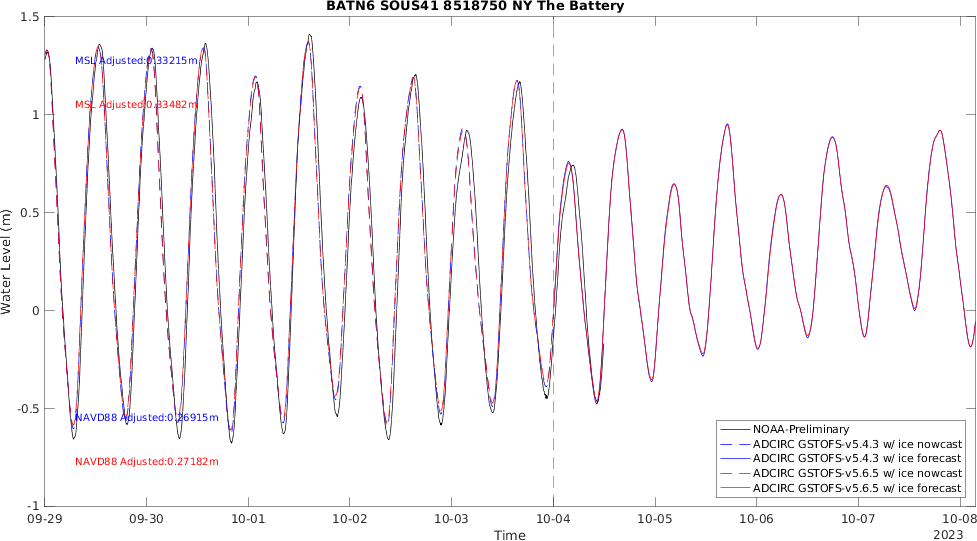 BATN6 SOUS41 8518750 NY The Battery
1.5
1
0.5
0
-0.5
-1
Water Level (m)
MSL Adjusted:0.33215m
MSL Adjusted:0.33482m
NAVD88 Adjusted:0.26915m
NAVD88 Adjusted:0.27182m
NOAA-Preliminary
ADCIRC GSTOFS-v5.4.3 w/ ice nowcast
ADCIRC GSTOFS-v5.4.3 w/ ice forecast
ADCIRC GSTOFS-v5.6.5 w/ ice nowcast
ADCIRC GSTOFS-v5.6.5 w/ ice forecast
09-29 09-30 10-01 10-02 10-03 10-04 10-05 10-06 10-07 10-08
Time
2023